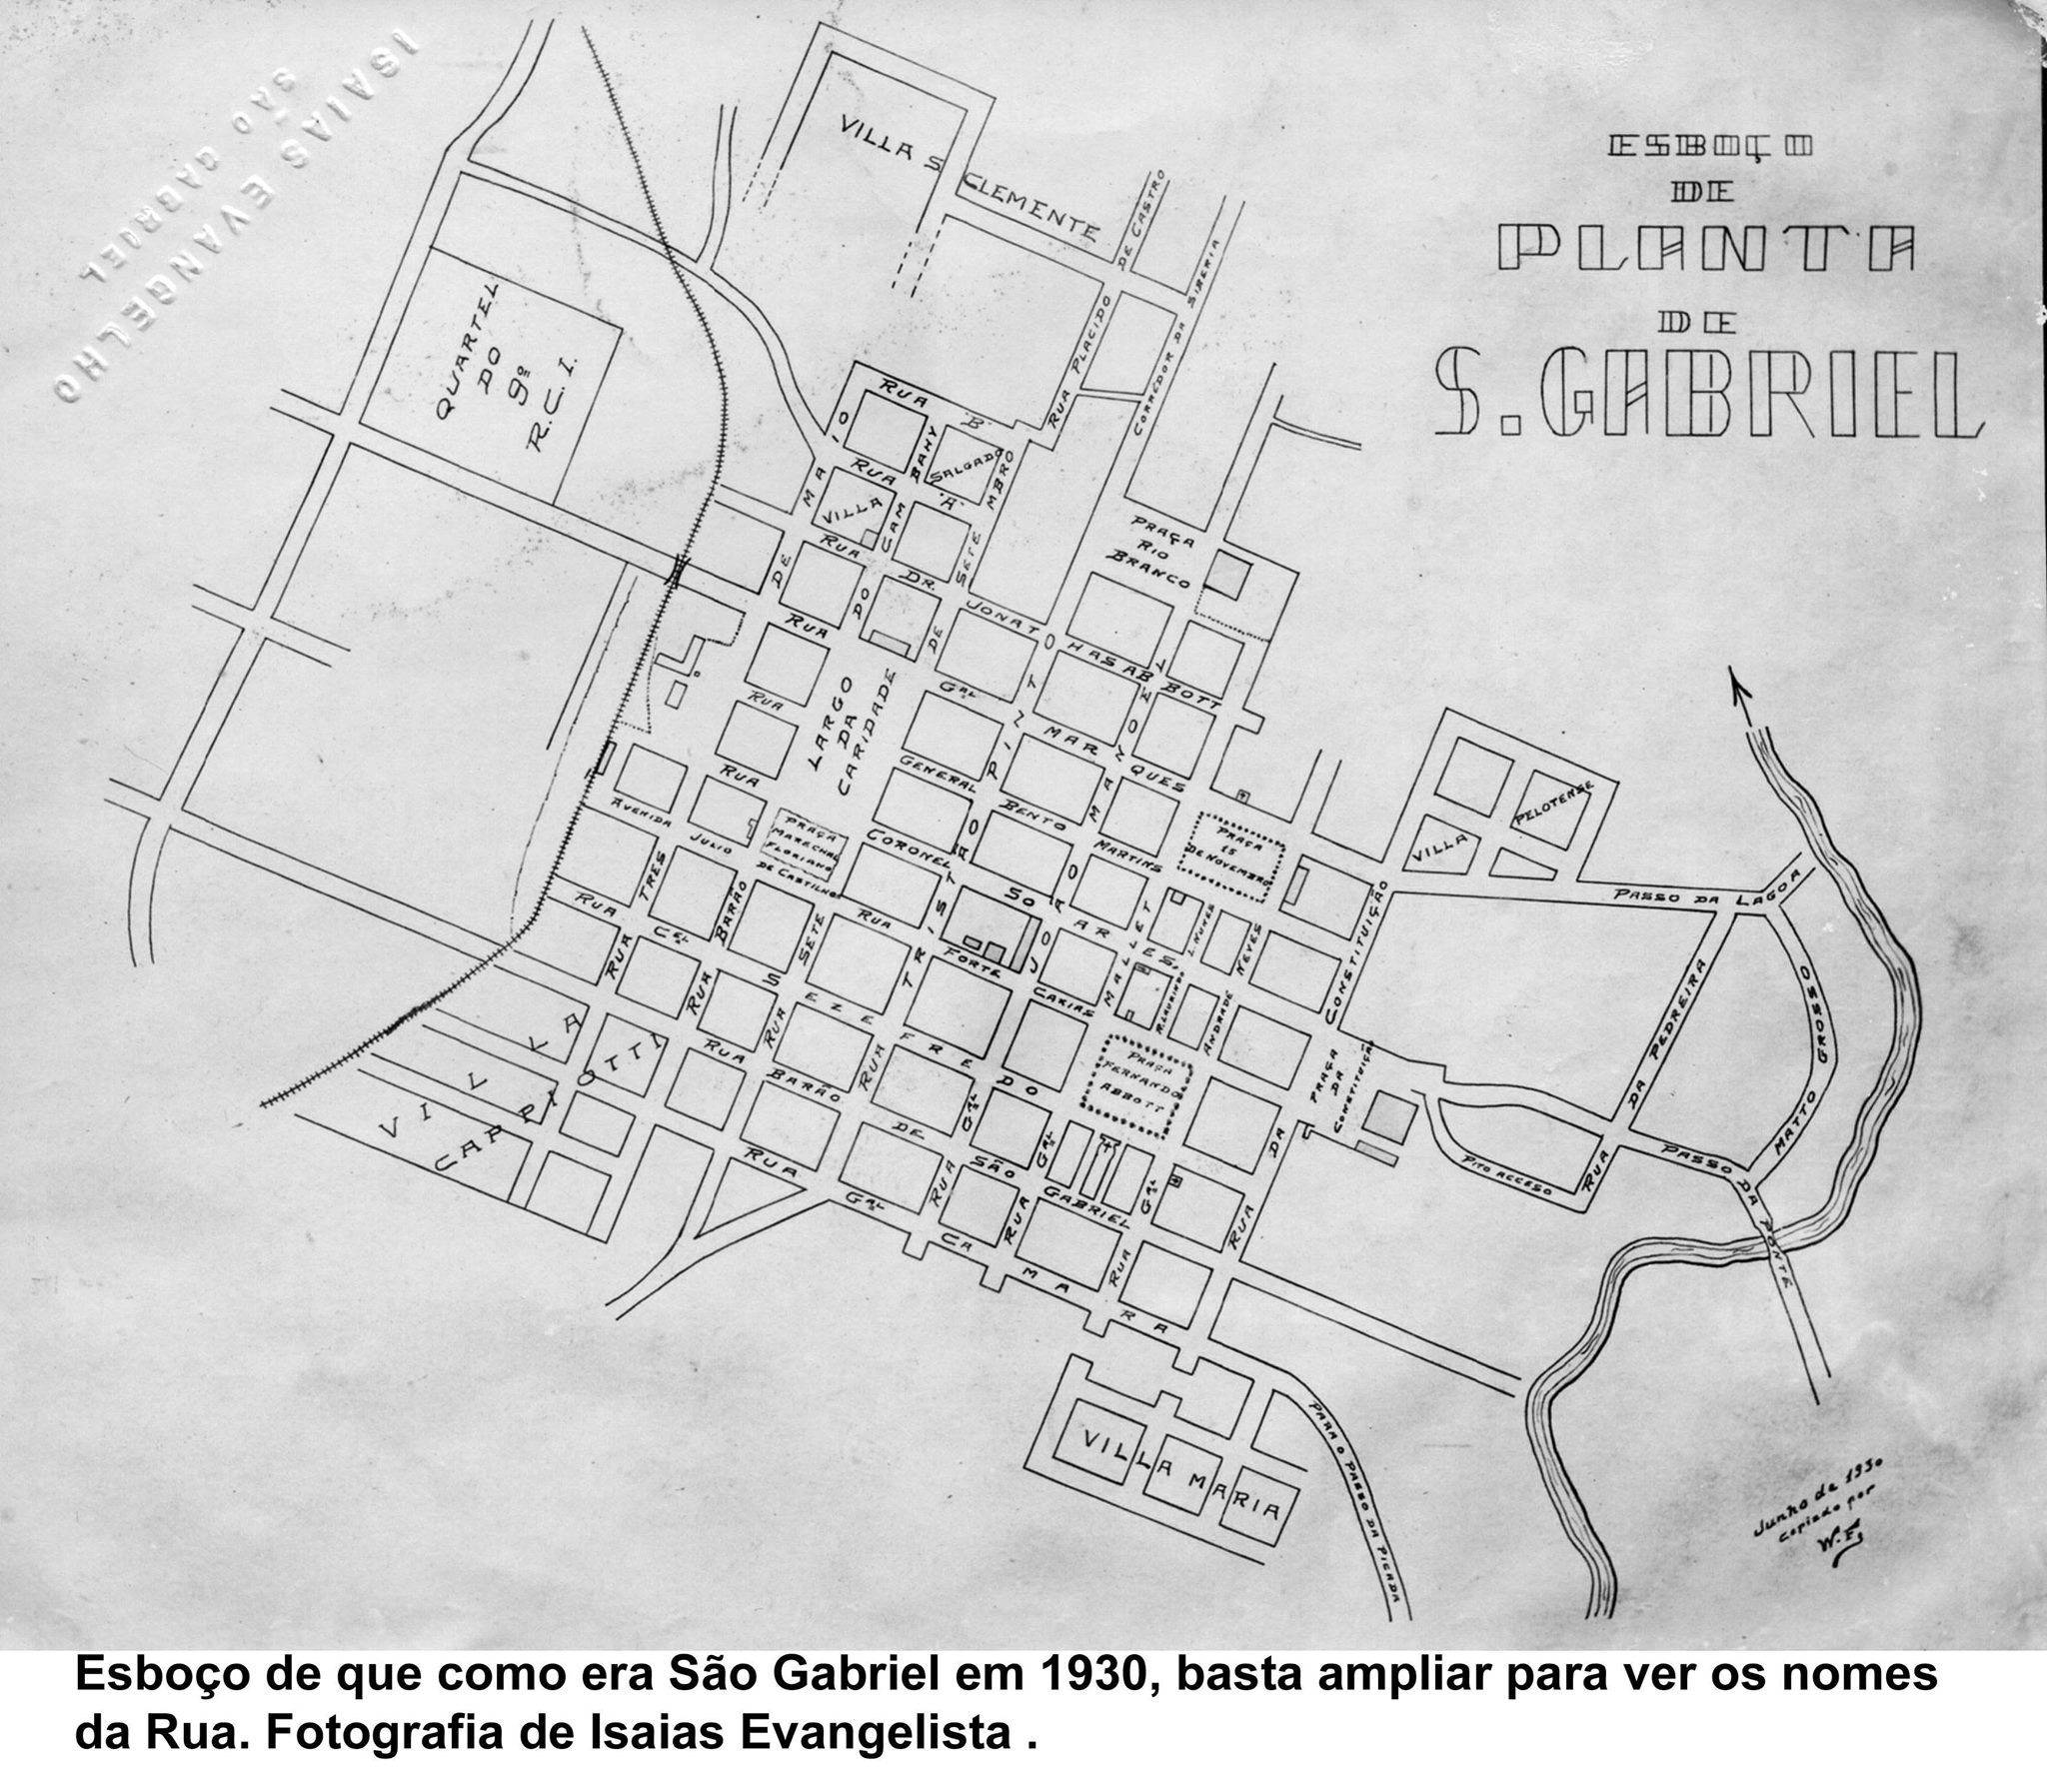 ISAIAS EVANGELHO
SÃO GABRIEL
ESBOÇO
DE
PLANTA
DE
S. GABRIEL
VILLA S. CLEMENTE
RUA PLACIDO DE CASTRO
CORREDOR DA SIBERIA
QUARTEL
DO
9º
R.C.I.
RUA "B"
RUA "A"
VILLA SALGADO
RUA DR. JONATHAS ABBOTT
PRAÇA
RIO
BRANCO
RUA GAL MARQUES
LARGO
DA
CARIDADE
RUA GENERAL BENTO MARTINS
RUA CORONEL SOARES
PRAÇA
MARECHAL
FLORIANO
AVENIDA JULIO DE CASTILHOS
RUA FORTE CAXIAS
PRAÇA
15
DE NOVEMBRO
VILLA PELOTENSE
PASSO DA LAGOA
RUA CEL SEZEFREDO
RUA BARÃO DE SÃO GABRIEL
RUA GAL CAMARA
RUA TRES
RUA BARÃO
RUA SETE DE SETEMBRO
RUA TRISTÃO PINTO
RUA GAL JOÃO MANOEL
RUA GAL MALLET
L. NUNES
R. LAURINDO
ANDRADE NEVES
RUA DA CONSTITUIÇÃO
PRAÇA
FERNANDO
ABBOTT
PRAÇA
DA
CONSTITUIÇÃO
RUA DA PEDREIRA
MATTO GROSSO
PITO ACCESO
PASSO DA PONTE
VILLA
CAPPIOTTI
VILLA MARIA
PARA O PASSO DA PICADA
Junho de 1930
Copiado por
W. F.
Esboço de que como era São Gabriel em 1930, basta ampliar para ver os nomes
da Rua. Fotografia de Isaias Evangelista .